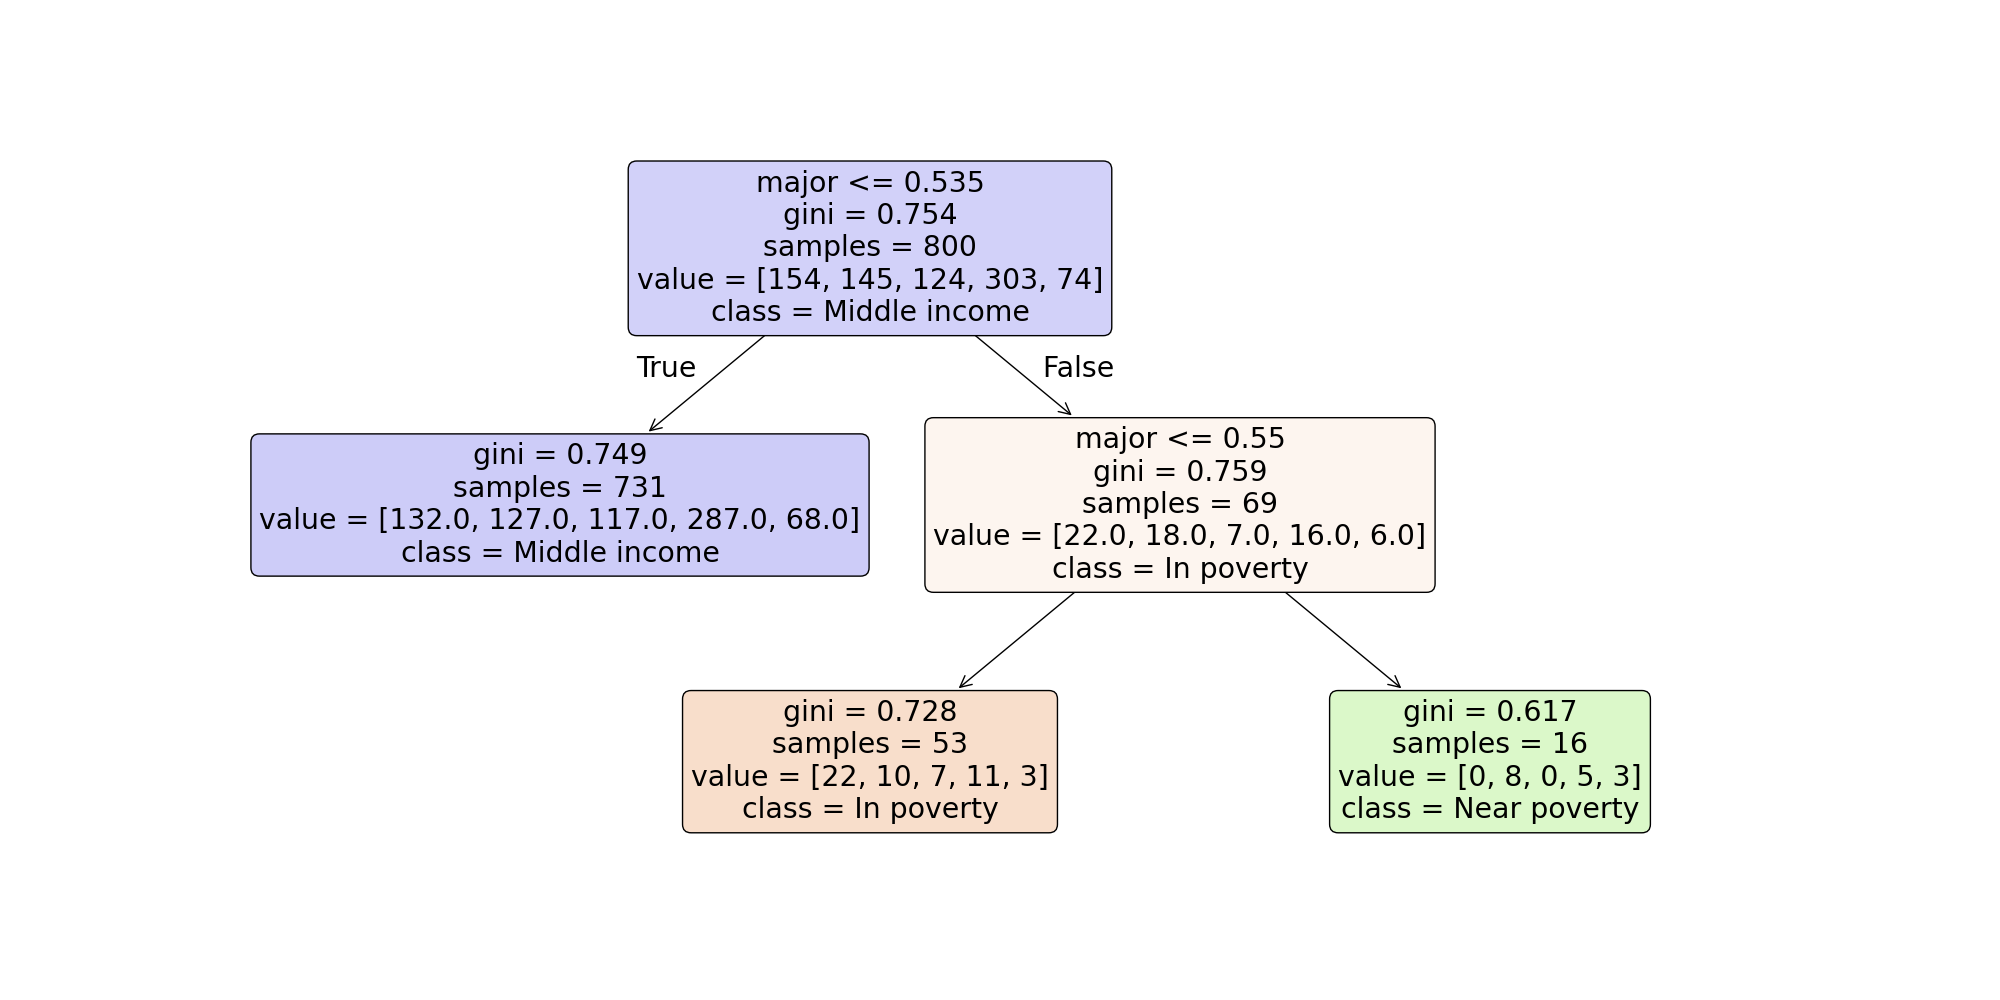 major <= 0.535
gini = 0.754
samples = 800
value = [154, 145, 124, 303, 74]
class = Middle income
True
False
gini = 0.749
samples = 731
value = [132.0, 127.0, 117.0, 287.0, 68.0]
class = Middle income
major <= 0.55
gini = 0.759
samples = 69
value = [22.0, 18.0, 7.0, 16.0, 6.0]
class = In poverty
gini = 0.728
samples = 53
value = [22, 10, 7, 11, 3]
class = In poverty
gini = 0.617
samples = 16
value = [0, 8, 0, 5, 3]
class = Near poverty